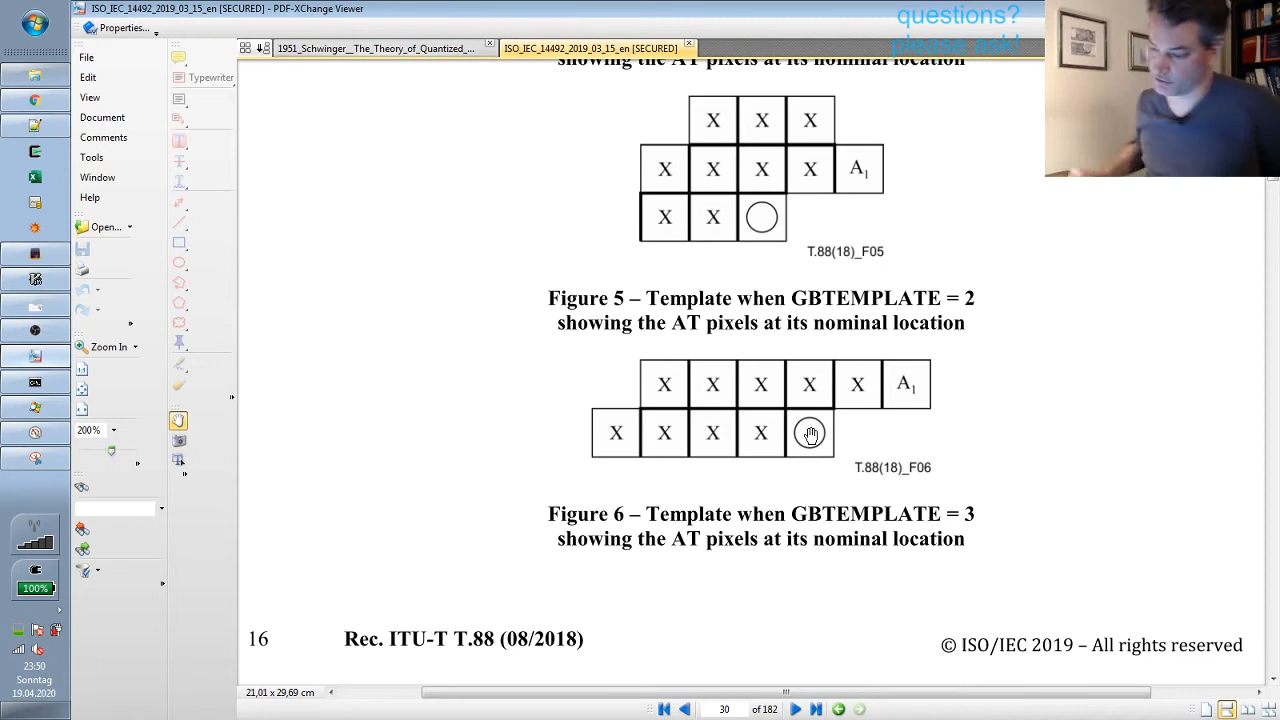 ISO_IEC_14492_2019_03_15_en [SECURED] - PDF-XChange Viewer
questions?
please ask!
Properties...
1951_Schwinger__The_Theory_of_Quantized_...
ISO_IEC_14492_2019_03_15_en [SECURED]
File
Edit
View
Document
Comments
Tools
Window
Help
Open...
Zoom In
200%
100%
23:50
Sonntag
19.04.2020
Typewriter
showing the AT pixels at its nominal location
X X X
X X X X A1
X X
T.88(18)_F05
Figure 5 – Template when GBTEMPLATE = 2
showing the AT pixels at its nominal location
X X X X X A1
X X X X
T.88(18)_F06
Figure 6 – Template when GBTEMPLATE = 3
showing the AT pixels at its nominal location
16 Rec. ITU-T T.88 (08/2018) © ISO/IEC 2019 – All rights reserved
21,01 x 29,69 cm
30 of 182